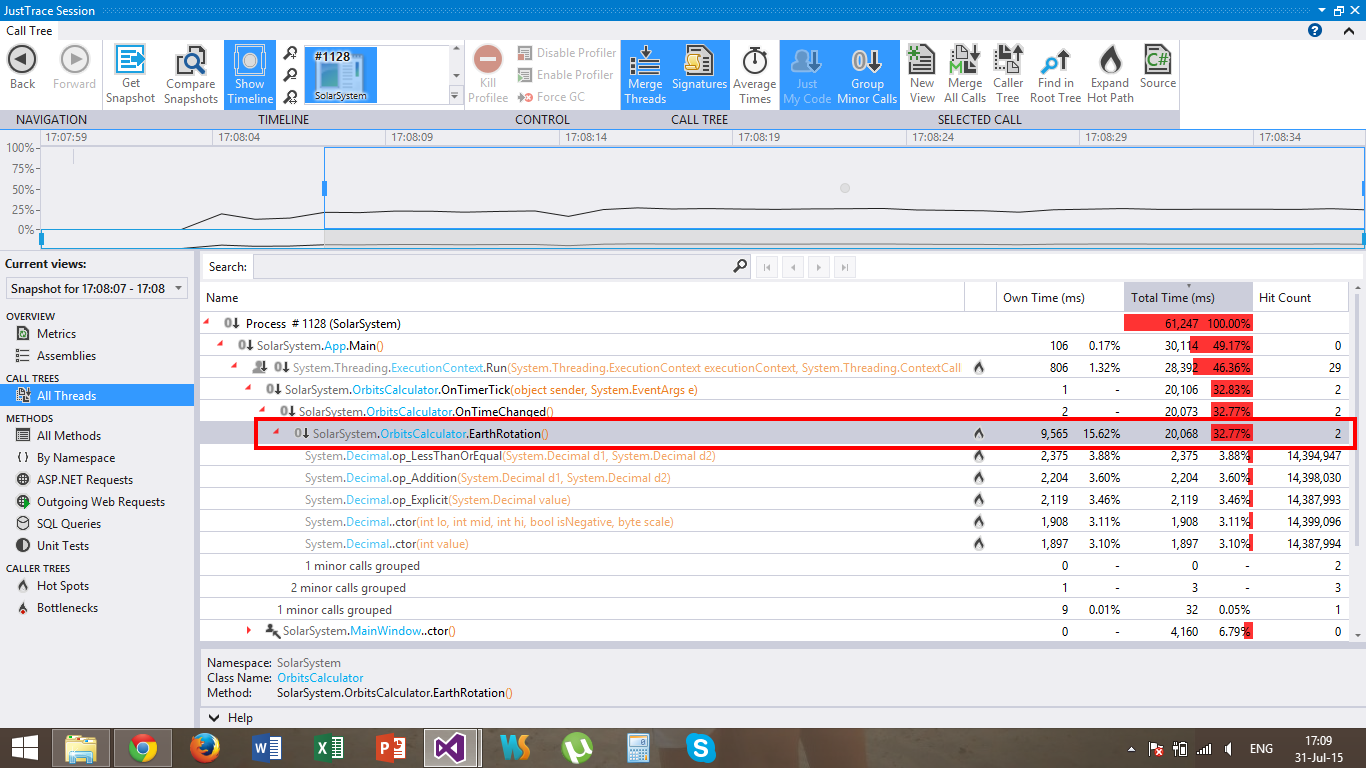 JustTrace Session
Call Tree
Back
Forward
Get Snapshot
Compare Snapshots
Show Timeline
#1128
SolarSystem
Kill Profilee
Disable Profiler
Enable Profiler
Force GC
Merge Threads
Signatures
Average Times
Just My Code
Group Minor Calls
New View
Merge All Calls
Caller Tree
Find in Root Tree
Expand Hot Path
C#
Source
NAVIGATION TIMELINE CONTROL CALL TREE SELECTED CALL
17:07:59 17:08:04 17:08:09 17:08:14 17:08:19 17:08:24 17:08:29 17:08:34
100%
75%
50%
25%
0%
Current views:
Snapshot for 17:08:07 - 17:08
OVERVIEW
Metrics
Assemblies
CALL TREES
All Threads
METHODS
All Methods
By Namespace
ASP.NET Requests
Outgoing Web Requests
SQL Queries
Unit Tests
CALLER TREES
Hot Spots
Bottlenecks
Search:
Name Own Time (ms) Total Time (ms) Hit Count
Process # 1128 (SolarSystem) 61,247 100.00%
SolarSystem.App.Main() 106 0.17% 30,114 49.17% 0
System.Threading.ExecutionContext.Run(System.Threading.ExecutionContext executionContext, System.Threading.ContextCall 806 1.32% 28,392 46.36% 29
SolarSystem.OrbitsCalculator.OnTimerTick(object sender, System.EventArgs e) 1 - 20,106 32.83% 2
SolarSystem.OrbitsCalculator.OnTimeChanged() 2 - 20,073 32.77% 2
SolarSystem.OrbitsCalculator.EarthRotation() 9,565 15.62% 20,068 32.77% 2
System.Decimal.op_LessThanOrEqual(System.Decimal d1, System.Decimal d2) 2,375 3.88% 2,375 3.88% 14,394,947
System.Decimal.op_Addition(System.Decimal d1, System.Decimal d2) 2,204 3.60% 2,204 3.60% 14,398,030
System.Decimal.op_Explicit(System.Decimal value) 2,119 3.46% 2,119 3.46% 14,387,993
System.Decimal..ctor(int lo, int mid, int hi, bool isNegative, byte scale) 1,908 3.11% 1,908 3.11% 14,399,096
System.Decimal..ctor(int value) 1,897 3.10% 1,897 3.10% 14,387,994
1 minor calls grouped 0 - 0 - 2
2 minor calls grouped 1 - 3 - 3
1 minor calls grouped 9 0.01% 32 0.05% 1
SolarSystem.MainWindow..ctor() 0 - 4,160 6.79% 0
Namespace: SolarSystem
Class Name: OrbitsCalculator
Method: SolarSystem.OrbitsCalculator.EarthRotation()
Help
ENG
17:09
31-Jul-15